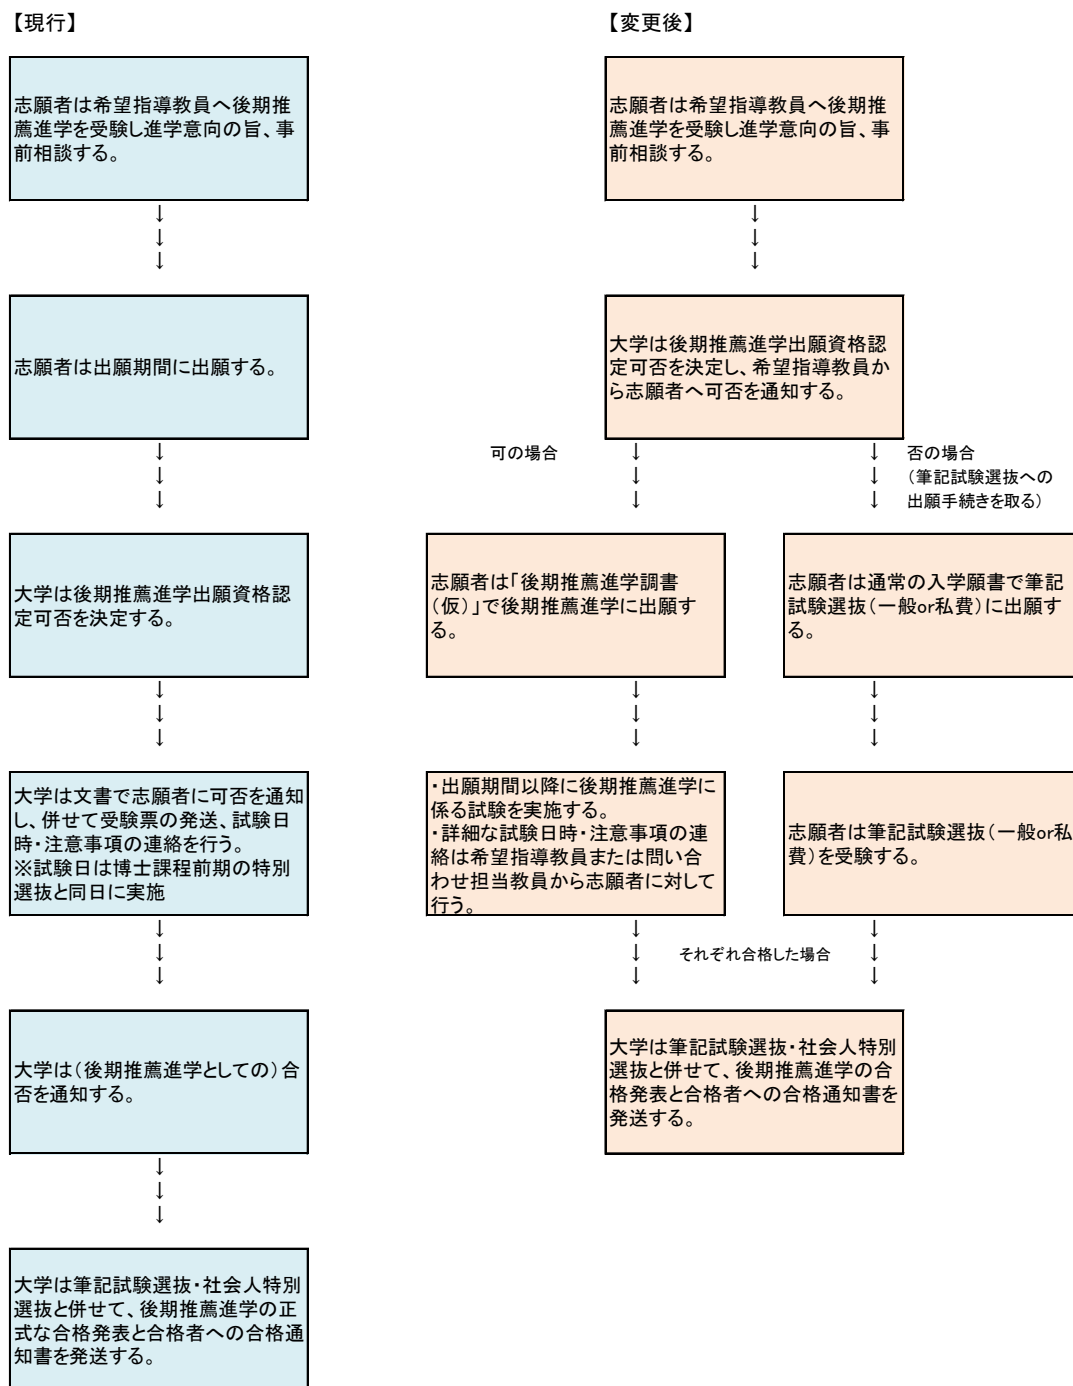 【現行】
志願者は希望指導教員へ後期推
薦進学を受験し進学意向の旨、事
前相談する。
↓
↓
↓
志願者は出願期間に出願する。
↓
↓
↓
大学は後期推薦進学出願資格認
定可否を決定する。
↓
↓
↓
大学は文書で志願者に可否を通知
し、併せて受験票の発送、試験日
時・注意事項の連絡を行う。
※試験日は博士課程前期の特別
選抜と同日に実施
↓
↓
↓
大学は（後期推薦進学としての）合
否を通知する。
↓
↓
↓
大学は筆記試験選抜・社会人特別
選抜と併せて、後期推薦進学の正
式な合格発表と合格者への合格通
知書を発送する。
【変更後】
志願者は希望指導教員へ後期推
薦進学を受験し進学意向の旨、事
前相談する。
↓
↓
↓
大学は後期推薦進学出願資格認
定可否を決定し、希望指導教員か
ら志願者へ可否を通知する。
可の場合
↓
↓
↓
志願者は「後期推薦進学調書
（仮）」で後期推薦進学に出願す
る。
↓
↓
↓
・出願期間以降に後期推薦進学に
係る試験を実施する。
・詳細な試験日時・注意事項の連
絡は希望指導教員または問い合
わせ担当教員から志願者に対して
行う。
↓
↓
↓
否の場合
（筆記試験選抜への
出願手続きを取る）
↓
↓
↓
志願者は通常の入学願書で筆記
試験選抜（一般or私費）に出願す
る。
↓
↓
↓
志願者は筆記試験選抜（一般or私
費）を受験する。
↓
↓
↓
それぞれ合格した場合
大学は筆記試験選抜・社会人特別
選抜と併せて、後期推薦進学の合
格発表と合格者への合格通知書を
発送する。